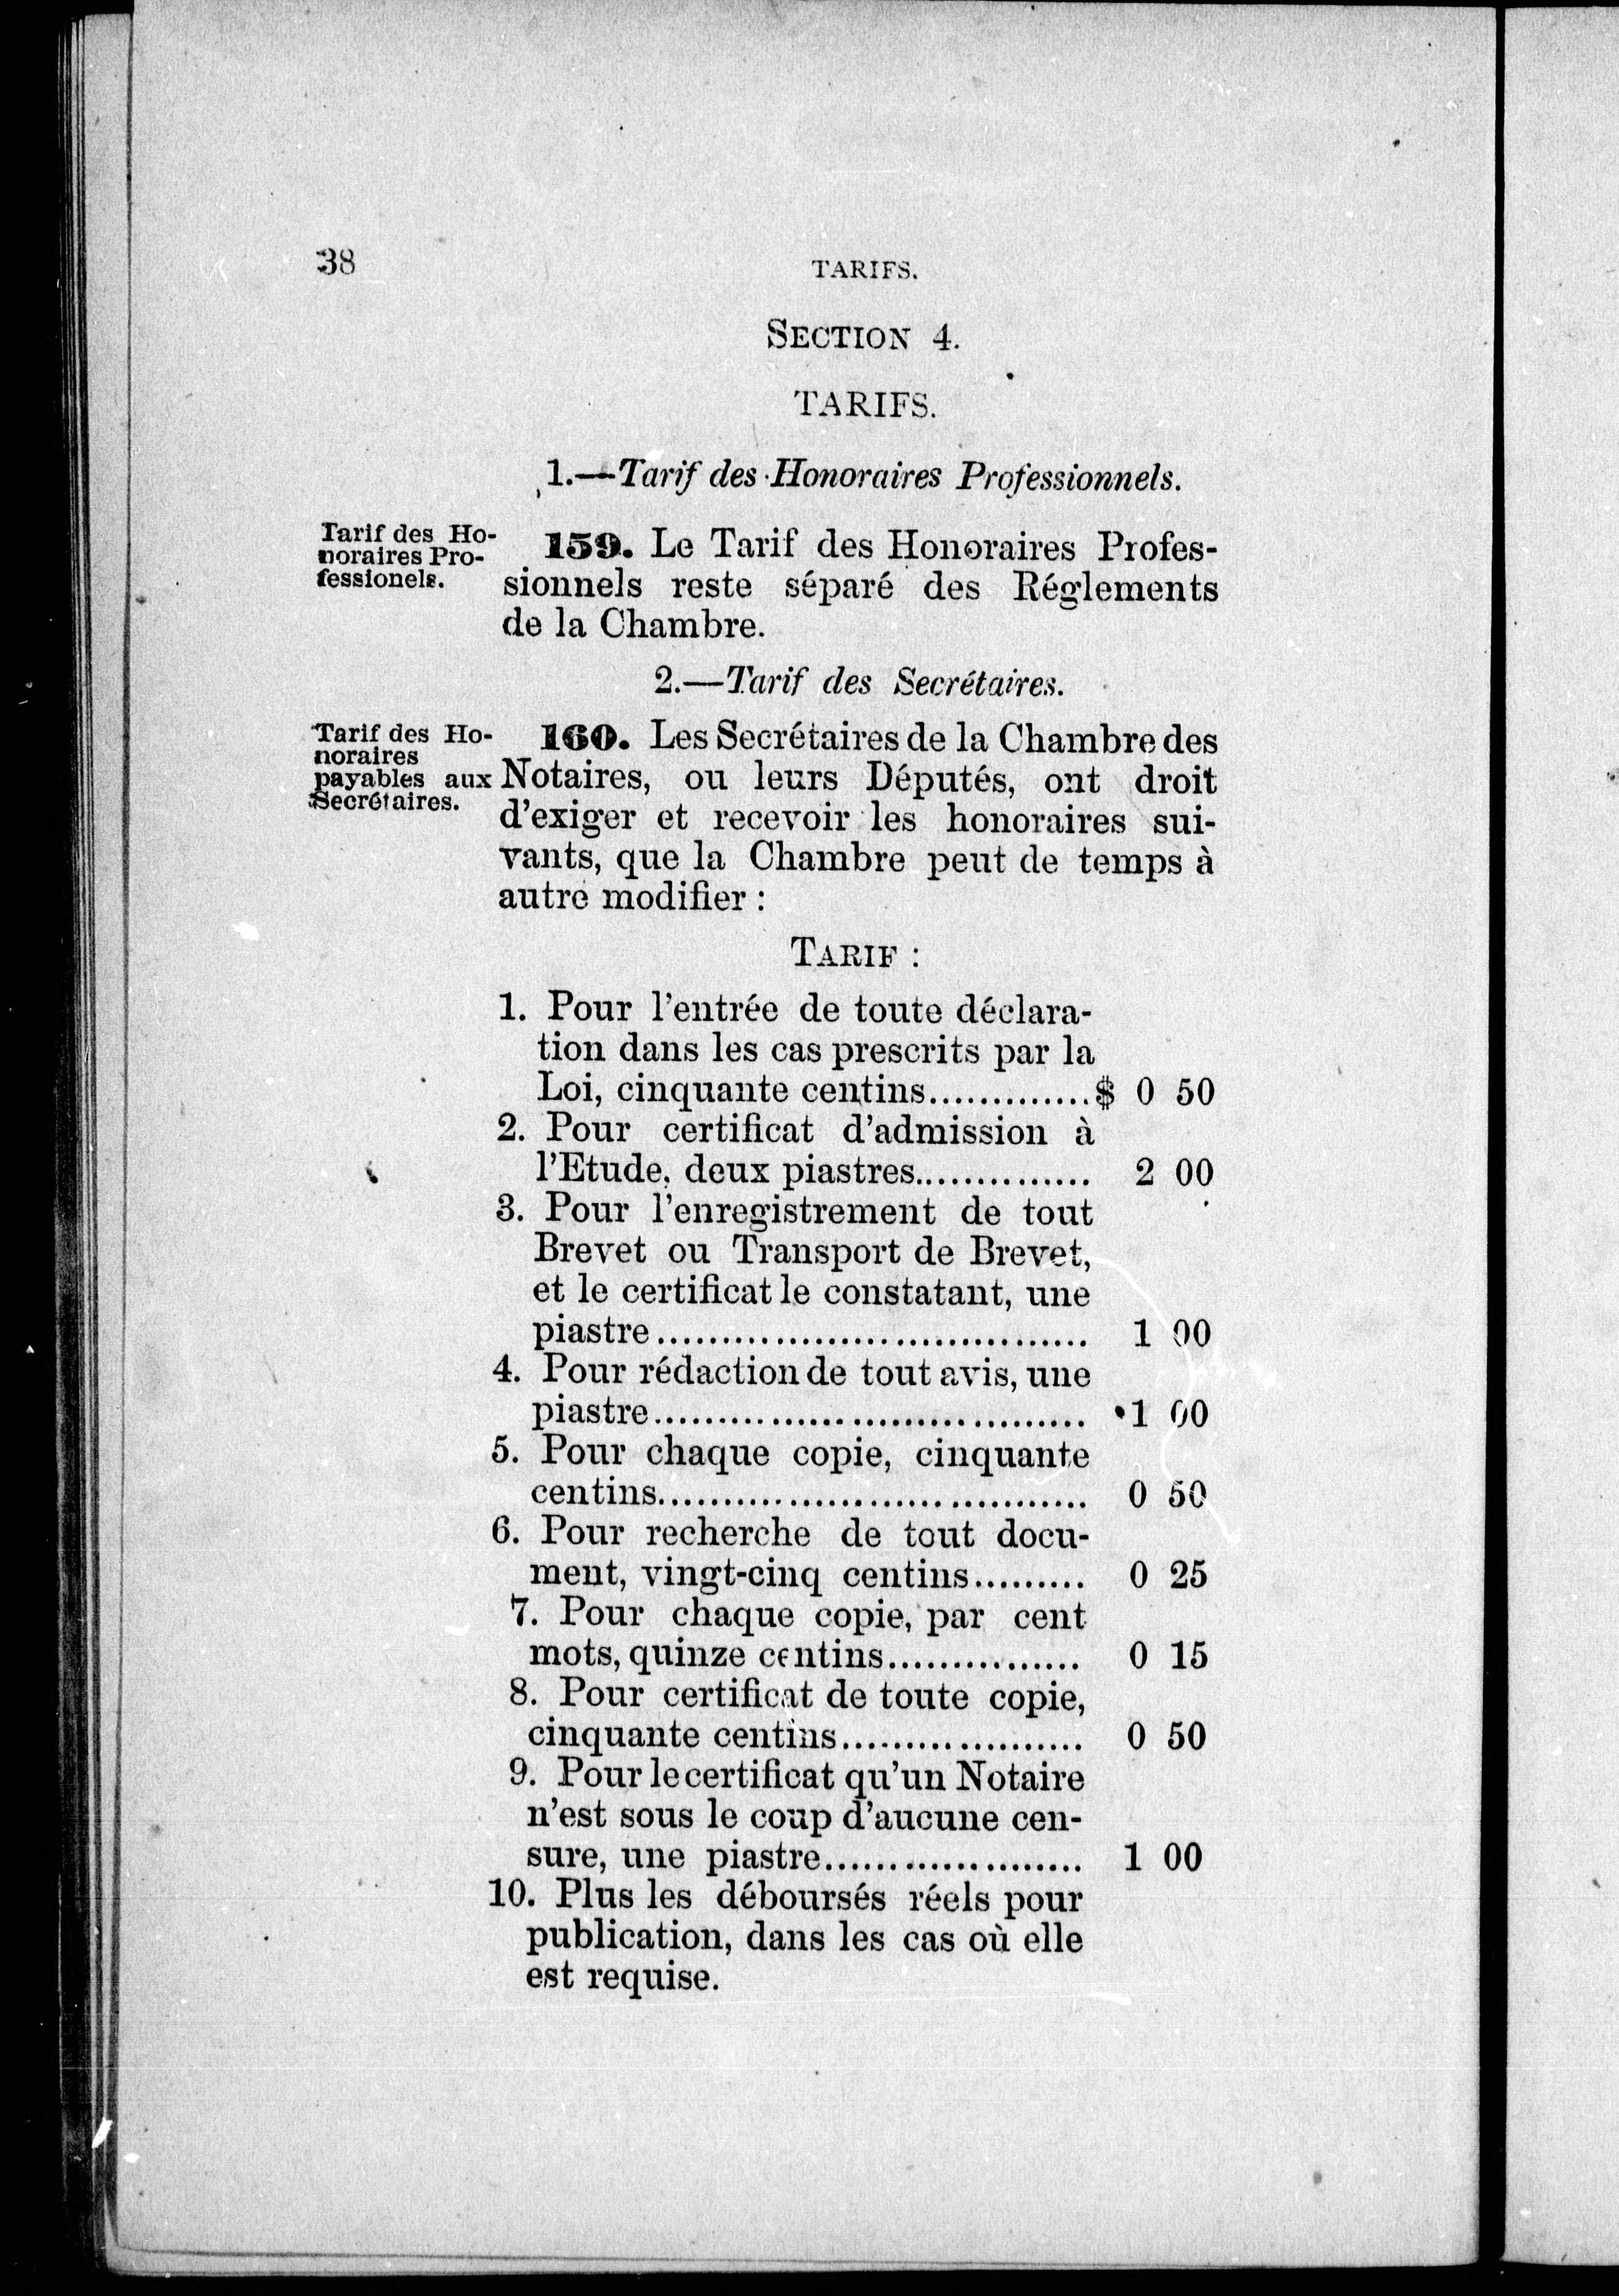 38
TARIFS.
SECTION 4.
TARIFS.
1.—Tarif des Honoraires Professionnels.
Tarif des Ho-
noraires Pro-
fessionels.
159. Le Tarif des Honoraires Profes-
sionnels reste séparé des Réglements
de la Chambre.
2.—Tarif des Secrétaires.
Tarif des Ho-
noraires
payables aux
Secrétaires.
160. Les Secrétaires de la Chambre des
Notaires, ou leurs Députés, ont droit
d'exiger et recevoir les honoraires sui-
vants, que la Chambre peut de temps à
autre modifier :
TARIF :
1. Pour l'entrée de toute déclara-
tion dans les cas prescrits par la
Loi, cinquante centins.............$ 0 50
2. Pour certificat d'admission à
l'Etude, deux piastres.............. 2 00
3. Pour l'enregistrement de tout
Brevet ou Transport de Brevet,
et le certificat le constatant, une
piastre................................. 1 00
4. Pour rédaction de tout avis, une
piastre................................. 1 00
5. Pour chaque copie, cinquante
centins................................. 0 50
6. Pour recherche de tout docu-
ment, vingt-cinq centins......... 0 25
7. Pour chaque copie, par cent
mots, quinze centins............... 0 15
8. Pour certificat de toute copie,
cinquante centins................... 0 50
9. Pour le certificat qu'un Notaire
n'est sous le coup d'aucune cen-
sure, une piastre.................... 1 00
10. Plus les déboursés réels pour
publication, dans les cas où elle
est requise.